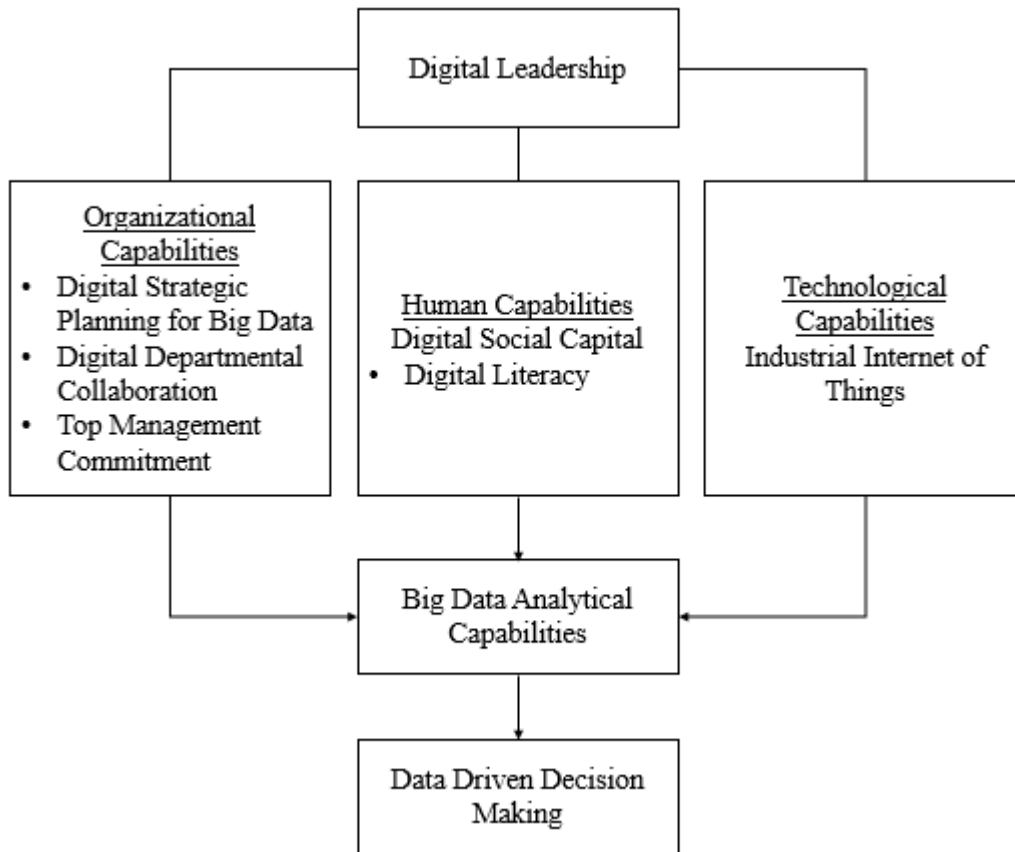 Digital Leadership
Organizational
Capabilities
• Digital Strategic
Planning for Big Data
• Digital Departmental
Collaboration
• Top Management
Commitment
Human Capabilities
Digital Social Capital
• Digital Literacy
Technological
Capabilities
Industrial Internet of
Things
Big Data Analytical
Capabilities
Data Driven Decision
Making